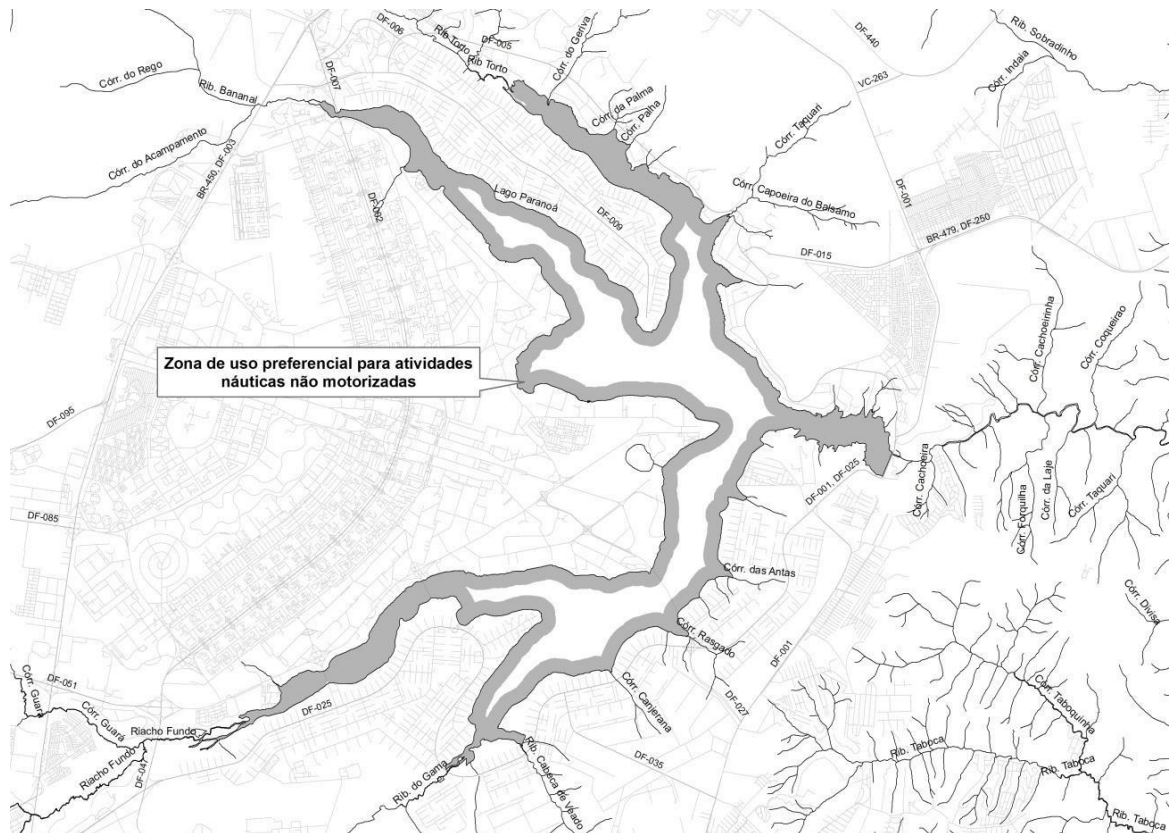 DF-006
Rib Torto
DF-005
Rib Torto
Córr. do Geriva
DF-440
Rib. Sobradinho
Córr. do Rego
DF-007
Rib. Bananal
VC-263
Córr. Indaia
Córr. da Palma
Córr. Palha
Córr. Taquari
Córr. do Acampamento
BR-450, DF-003
Lago Paranoá
Córr. Capoeira do Balsamo
DF-001
DF-002
DF-009
BR-479, DF-250
DF-015
Zona de uso preferencial para atividades
náuticas não motorizadas
Córr. Cachoeirinha
Córr. Coqueirao
DF-095
DF-001, DF-025
Córr. Cachoeira
Córr. Forquilha
Córr. da Laje
Córr. Taquari
DF-085
Córr. das Antas
Córr. Divisa
Córr. Rasgado
DF-001
Córr. Guara
DF-051
Córr. Guará
DF-025
Córr. Canjerana
DF-027
Córr. Taboquinha
Riacho Fundo
Riacho Fundo
DF-047
Rib. do Gama
Rib. Cabeca de Veado
DF-035
Rib. Taboca
Rib. Taboca
Rib. Taboca